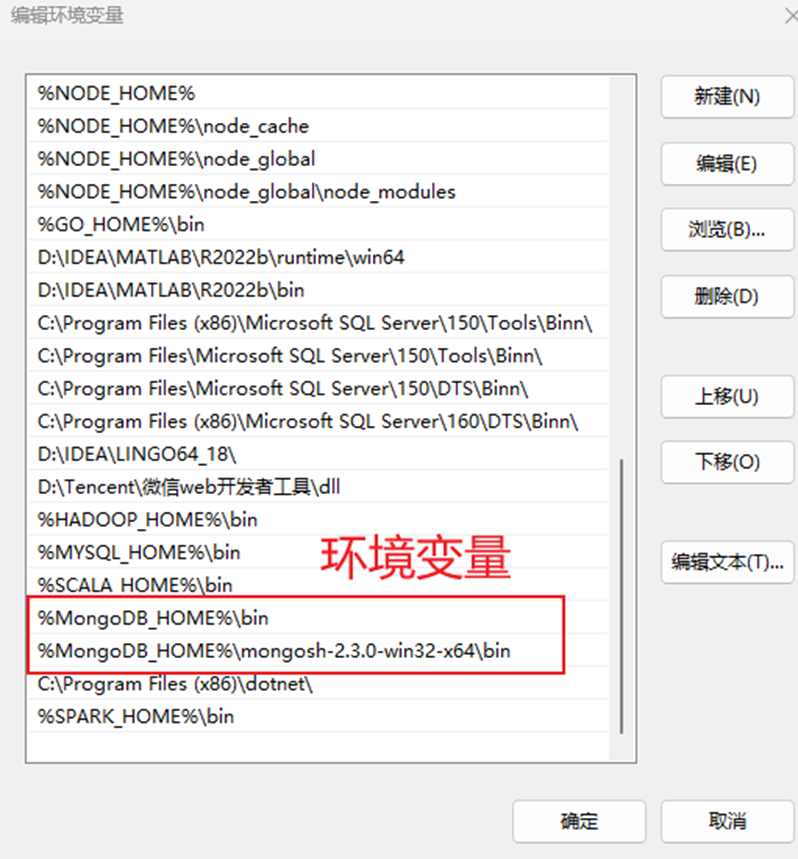 编辑环境变量
%NODE_HOME%
%NODE_HOME%\node_cache
%NODE_HOME%\node_global
%NODE_HOME%\node_global\node_modules
%GO_HOME%\bin
D:\IDEA\MATLAB\R2022b\runtime\win64
D:\IDEA\MATLAB\R2022b\bin
C:\Program Files (x86)\Microsoft SQL Server\150\Tools\Binn\
C:\Program Files\Microsoft SQL Server\150\Tools\Binn\
C:\Program Files\Microsoft SQL Server\150\DTS\Binn\
C:\Program Files (x86)\Microsoft SQL Server\160\DTS\Binn\
D:\IDEA\LINGO64_18\
D:\Tencent\微信web开发者工具\dll
%HADOOP_HOME%\bin
%MYSQL_HOME%\bin
%SCALA_HOME%\bin
环境变量
%MongoDB_HOME%\bin
%MongoDB_HOME%\mongosh-2.3.0-win32-x64\bin
C:\Program Files (x86)\dotnet\
%SPARK_HOME%\bin
新建(N)
编辑(E)
浏览(B)...
删除(D)
上移(U)
下移(O)
编辑文本(T)...
确定
取消